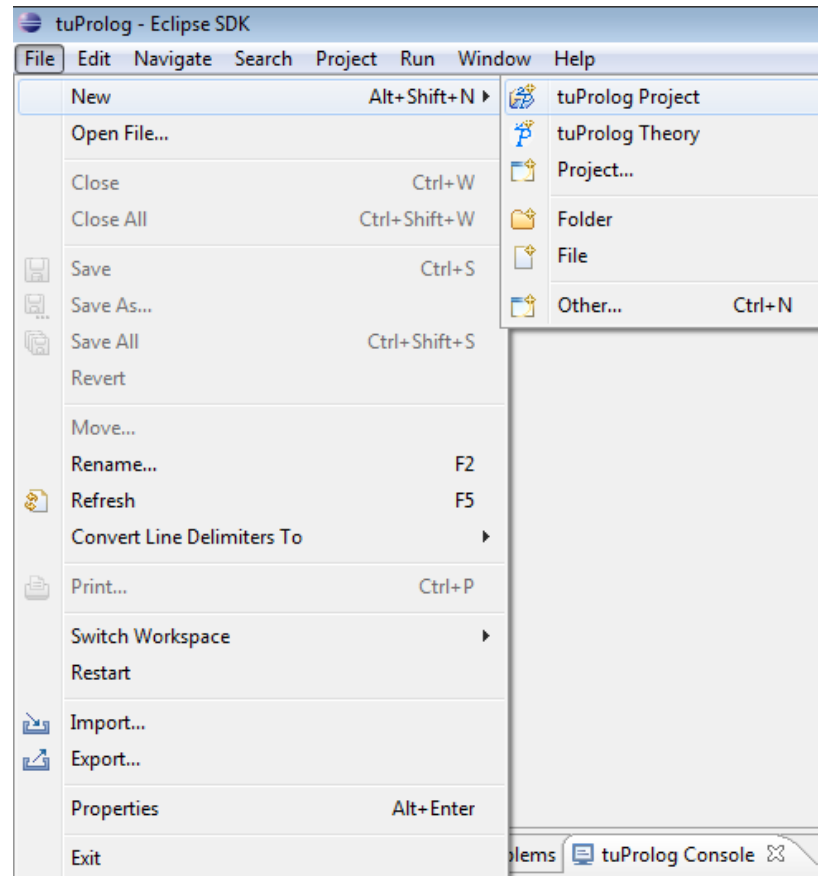 tuProlog - Eclipse SDK
File Edit Navigate Search Project Run Window Help
New Alt+Shift+N
Open File...
Close Ctrl+W
Close All Ctrl+Shift+W
Save Ctrl+S
Save As...
Save All Ctrl+Shift+S
Revert
Move...
Rename... F2
Refresh F5
Convert Line Delimiters To
Print... Ctrl+P
Switch Workspace
Restart
Import...
Export...
Properties Alt+Enter
Exit
tuProlog Project
tuProlog Theory
Project...
Folder
File
Other... Ctrl+N
blems tuProlog Console